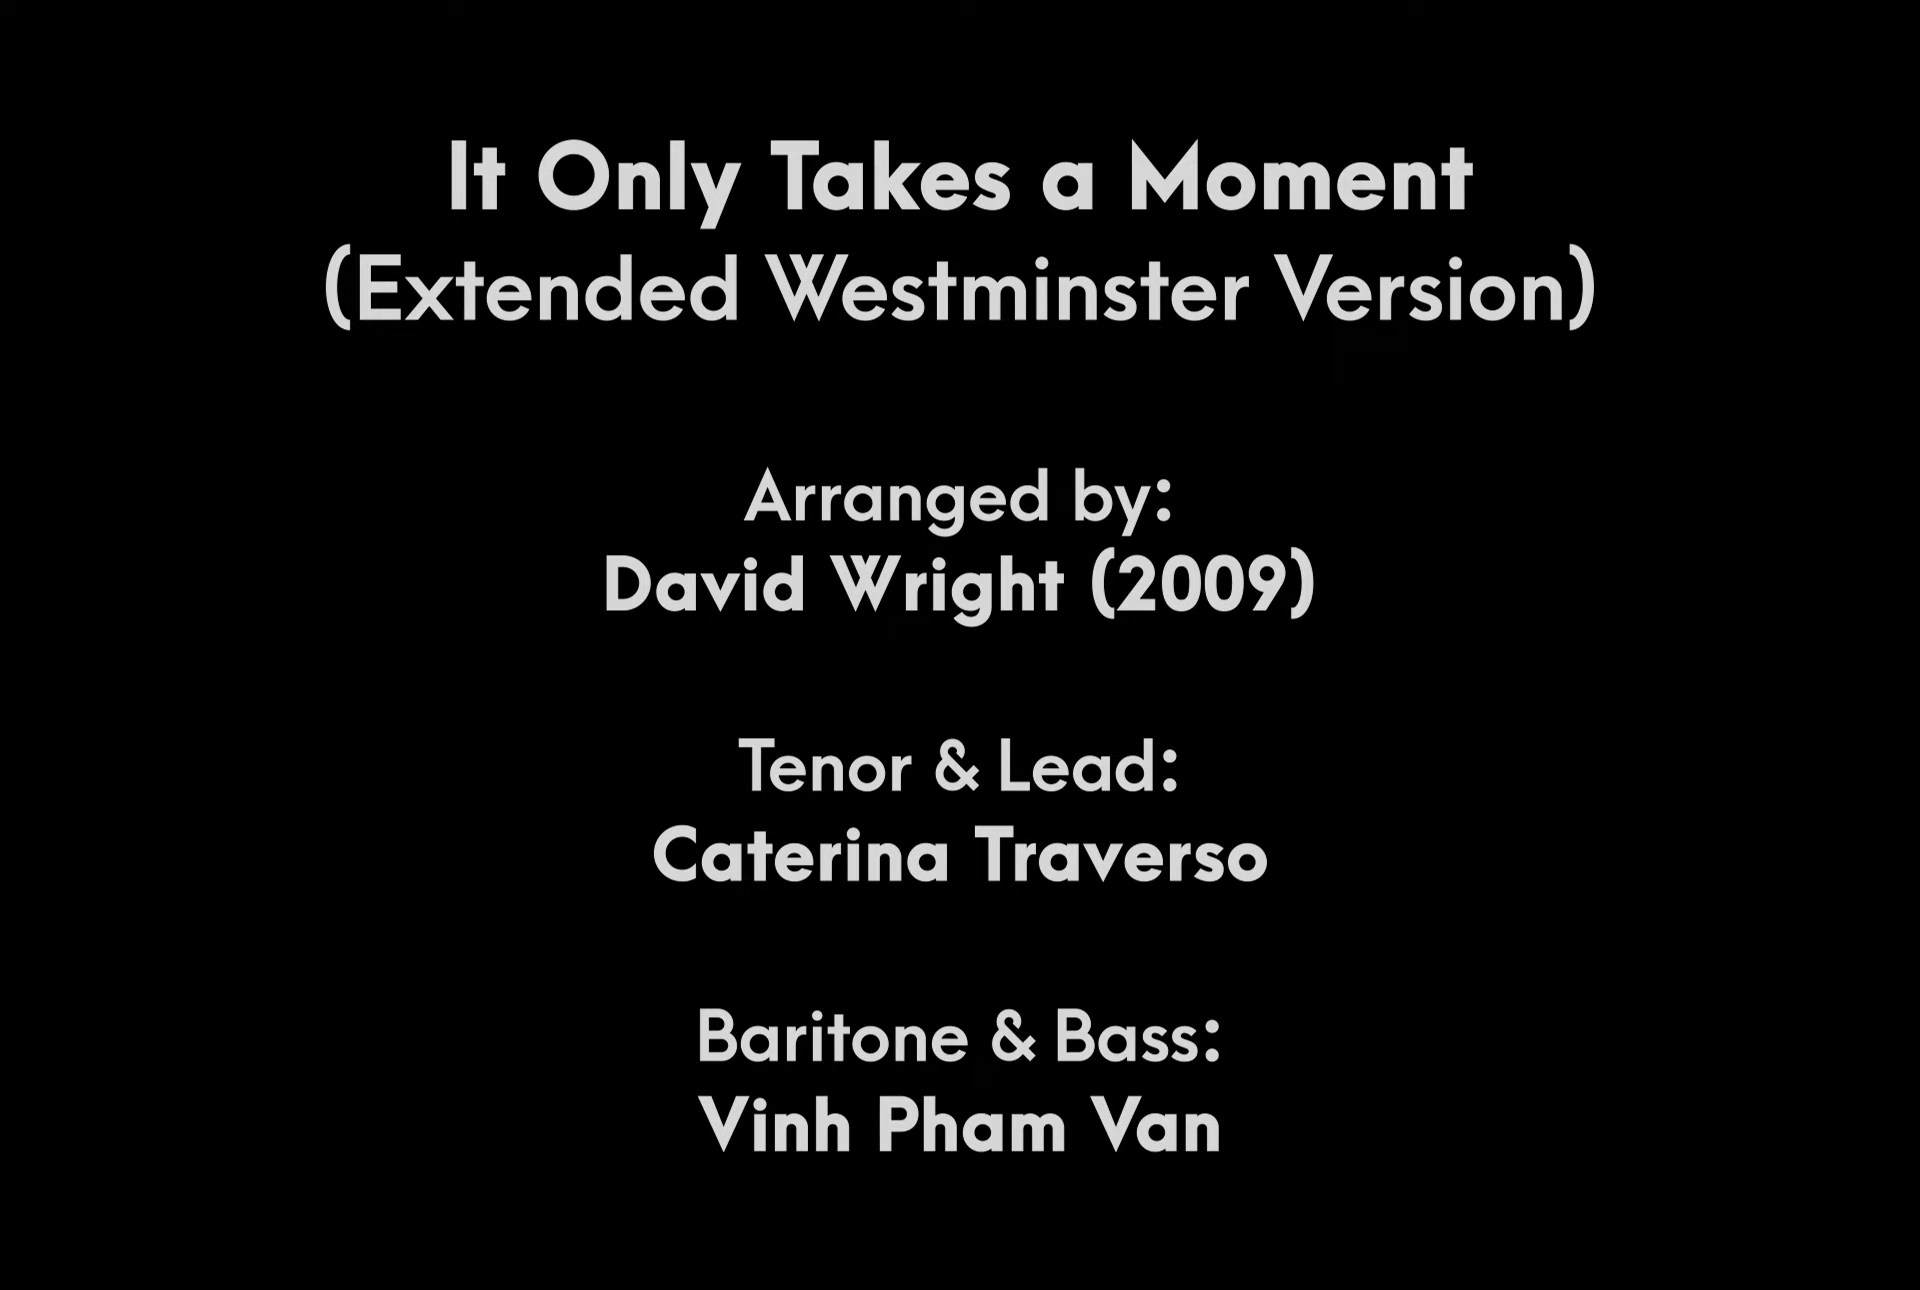 It Only Takes a Moment
(Extended Westminster Version)
Arranged by:
David Wright (2009)
Tenor & Lead:
Caterina Traverso
Baritone & Bass:
Vinh Pham Van